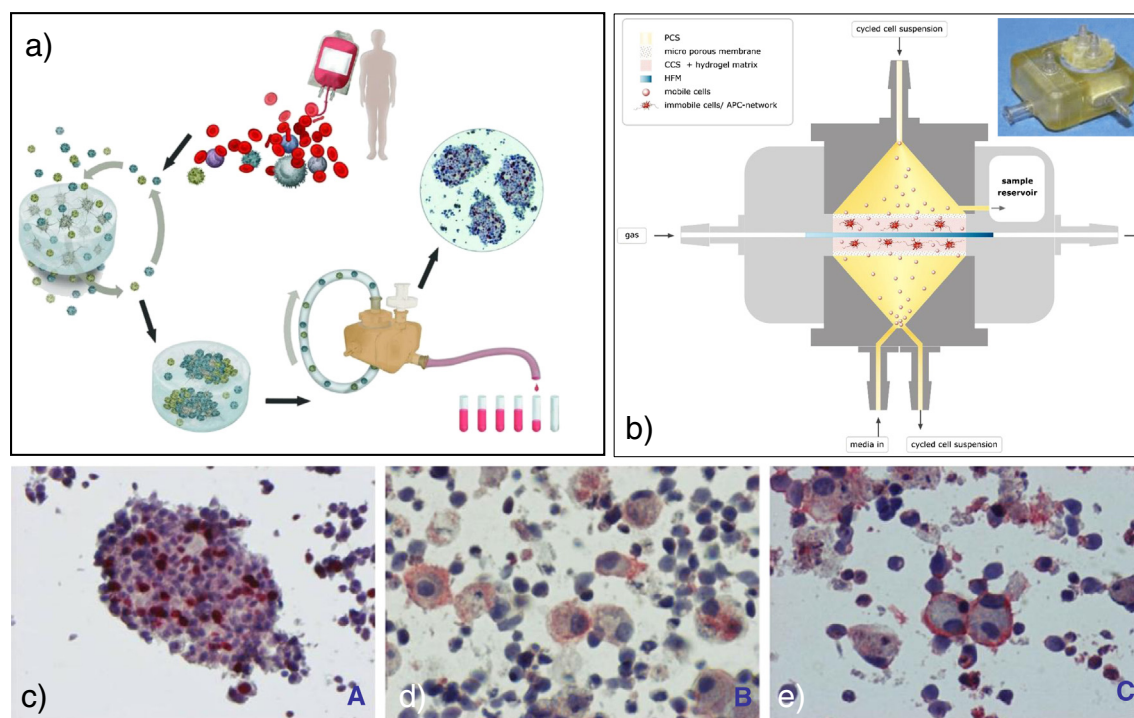 a)
PCS
micro porous membrane
CCS + hydrogel matrix
HFM
mobile cells
immobile cells/ APC-network
cycled cell suspension
sample
reservoir
gas
media in
cycled cell suspension
b)
c)
A
d)
B
e)
C